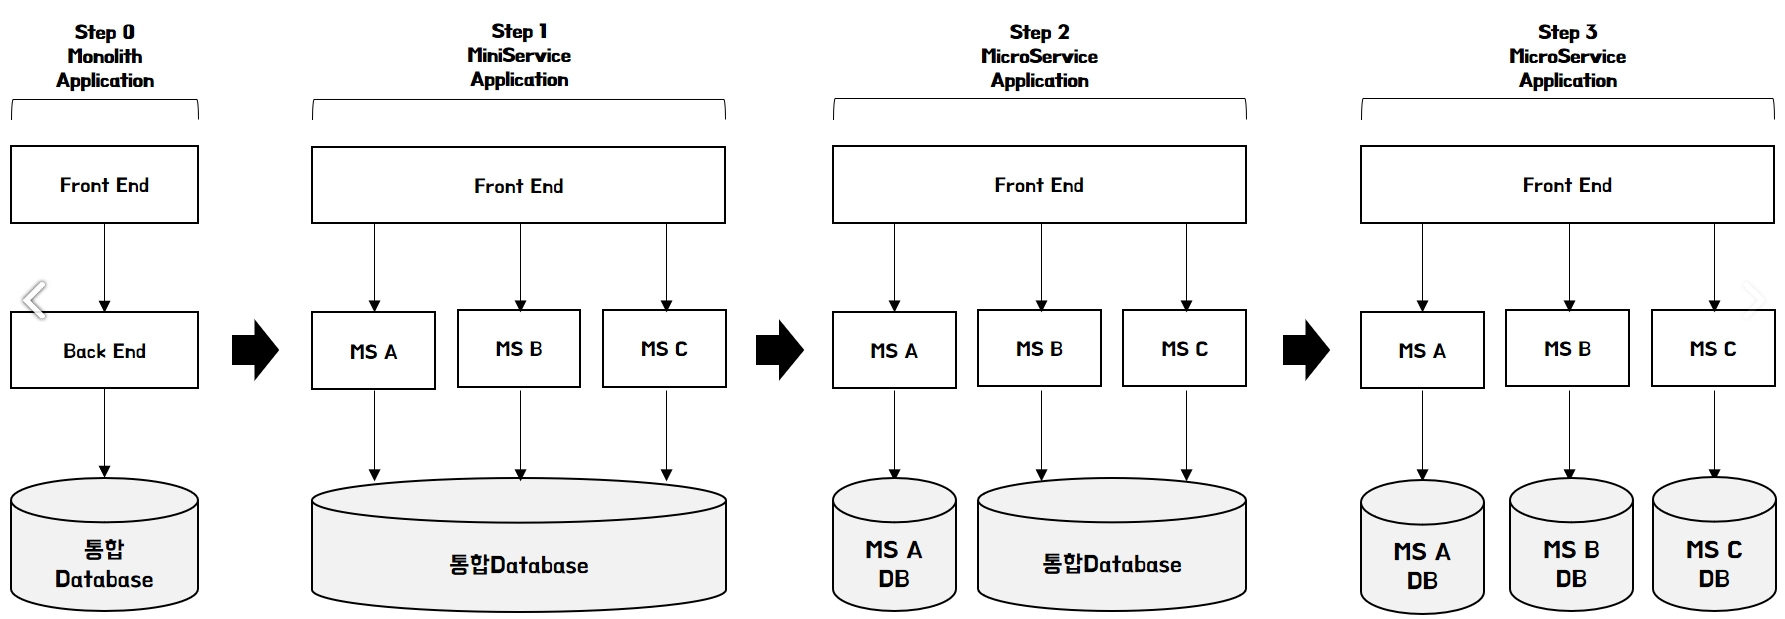 Step 0
Monolith
Application
Front End
Back End
통합
Database
Step 1
MiniService
Application
Front End
MS A
MS B
MS C
통합Database
Step 2
MicroService
Application
Front End
MS A
MS B
MS C
MS A
DB
통합Database
Step 3
MicroService
Application
Front End
MS A
MS B
MS C
MS A
DB
MS B
DB
MS C
DB